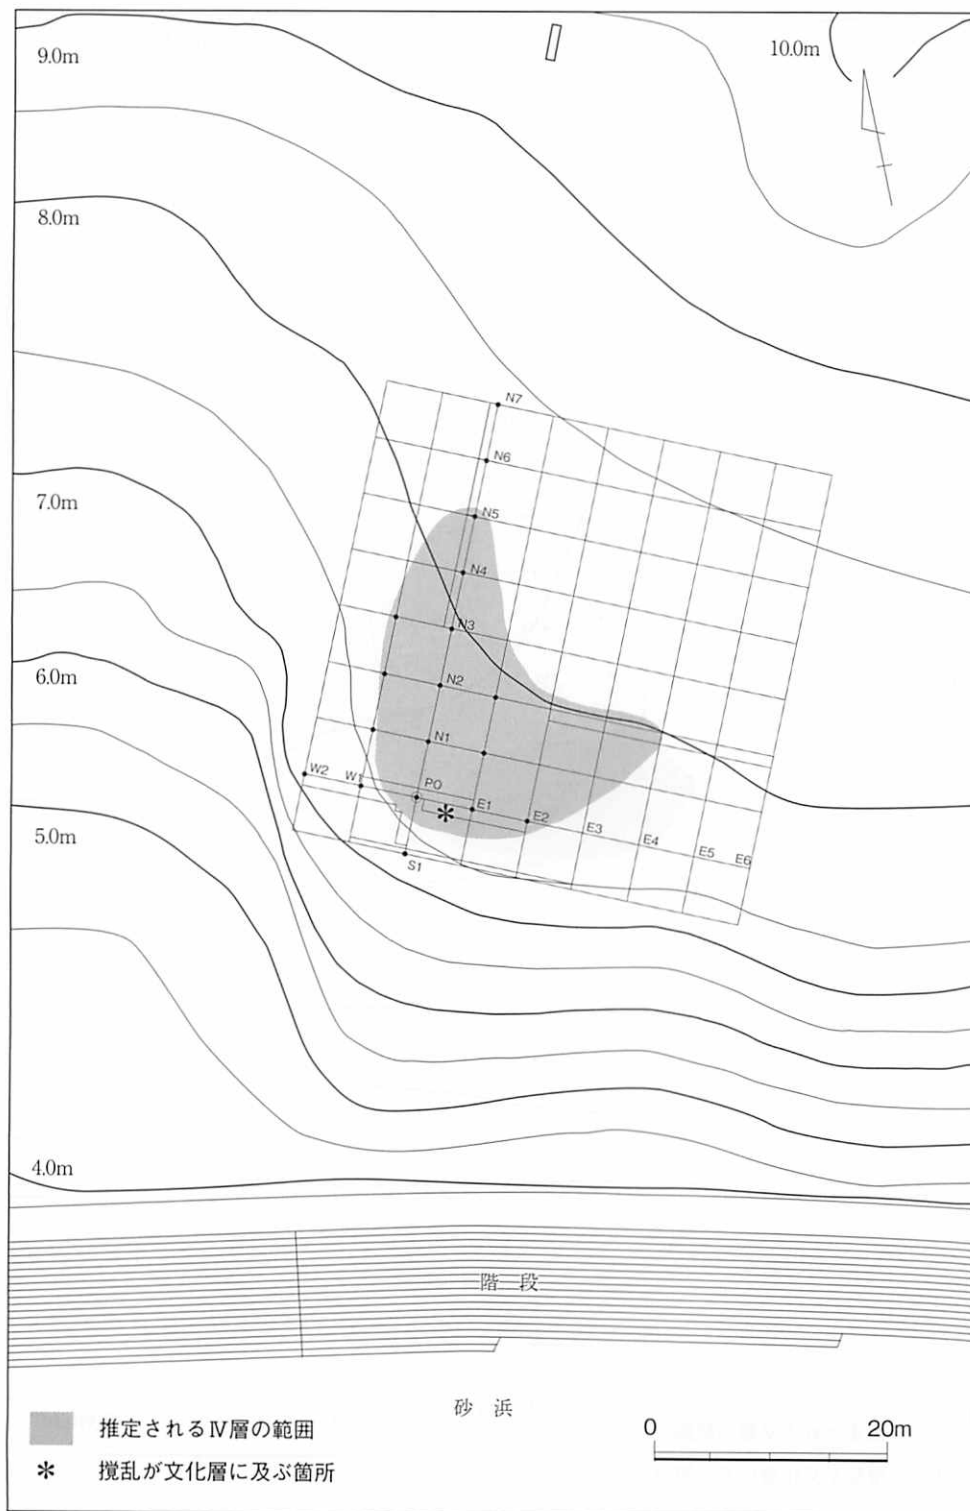 10.0m
9.0m
8.0m
N7
N6
7.0m
N5
N4
N3
6.0m
N2
N1
W2
W1
P0
E1
E2
E3
E4
E5
E6
5.0m
S1
4.0m
階 段
砂 浜
推定されるⅣ層の範囲
* 撹乱が文化層に及ぶ箇所
0 20m